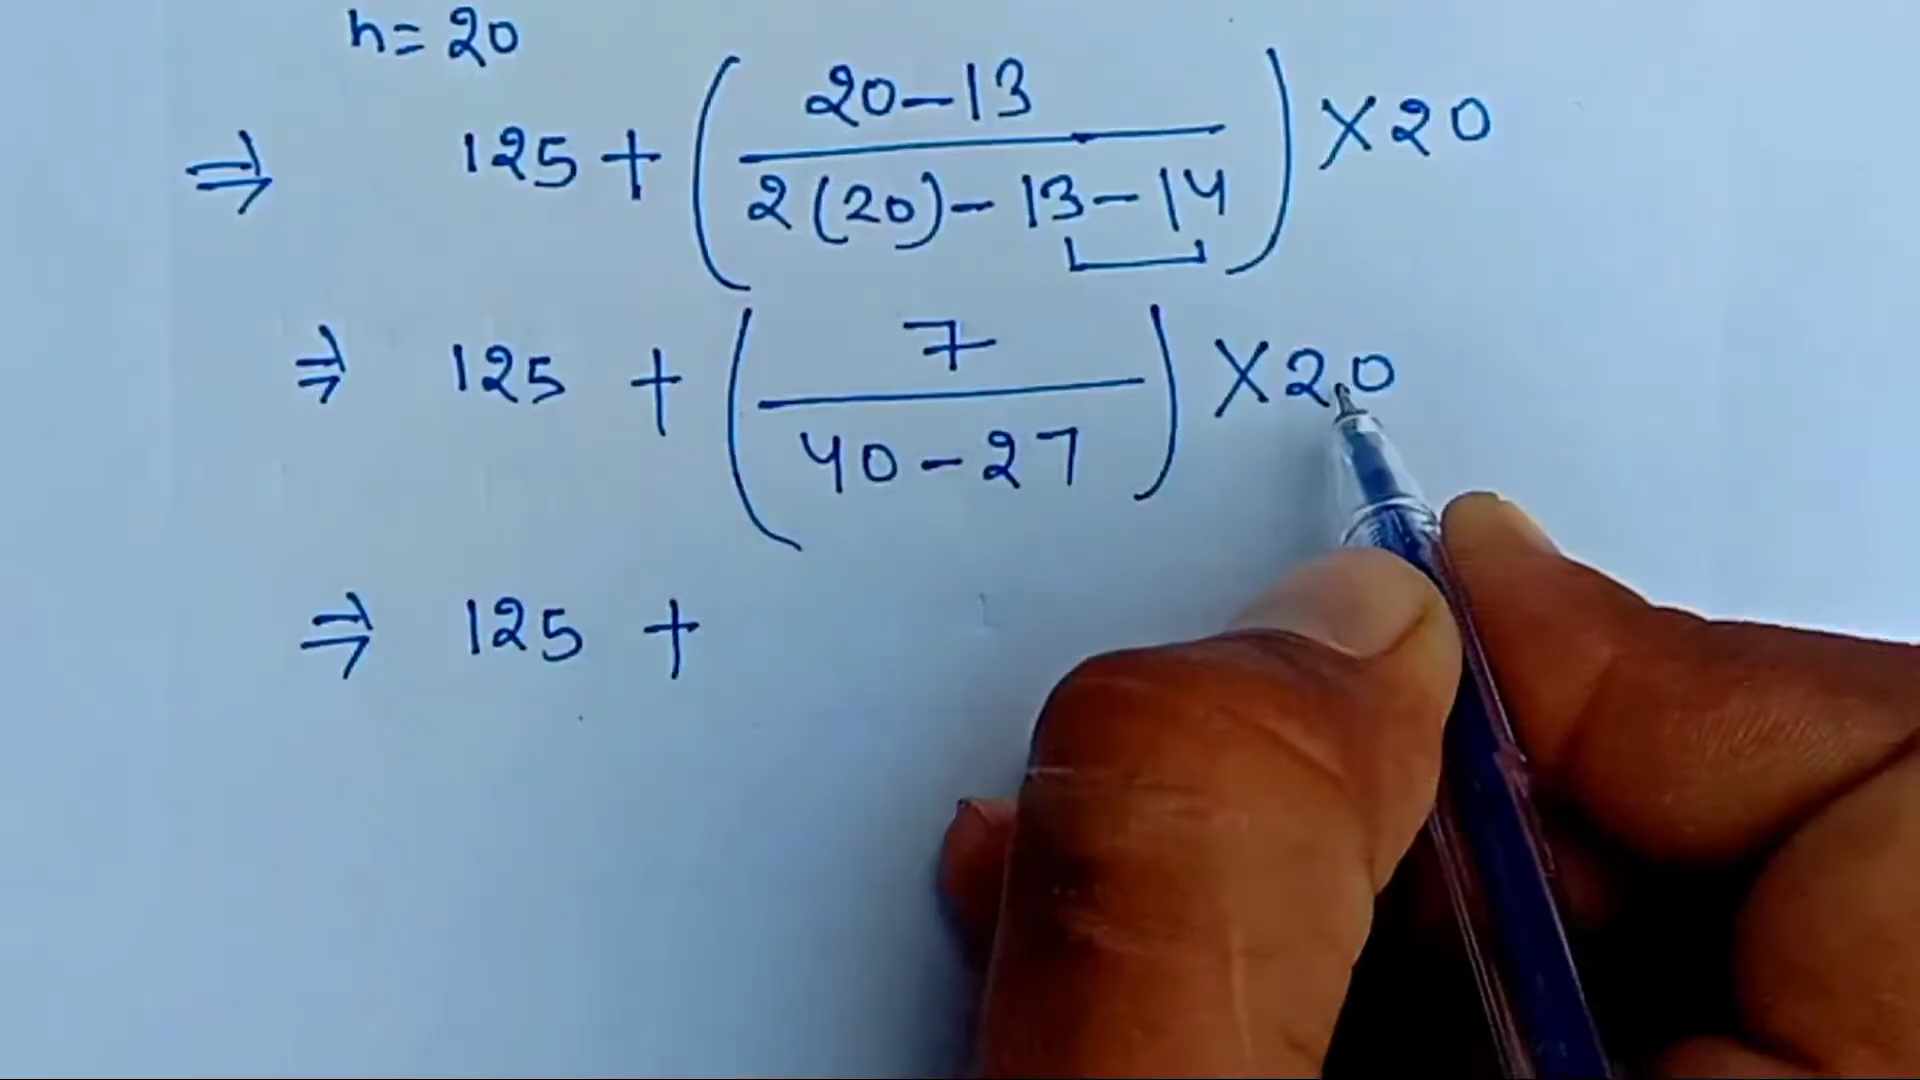 h = 20
⇒ 125 + ( 20 – 13 / 2(20) – 13 – 14 ) × 20
⇒ 125 + ( 7 / 40 – 27 ) × 20
⇒ 125 +